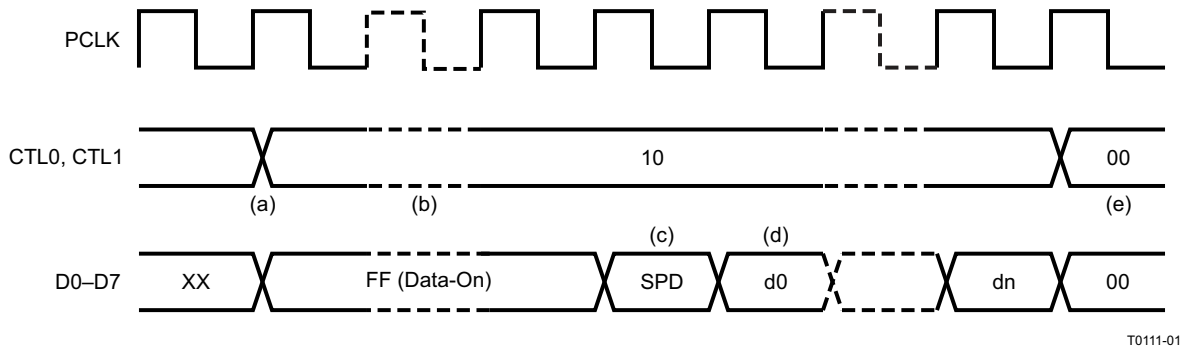 PCLK
CTL0, CTL1
10
00
(a)
(b)
(e)
(c)
(d)
D0–D7
XX
FF (Data-On)
SPD
d0
dn
00
T0111-01